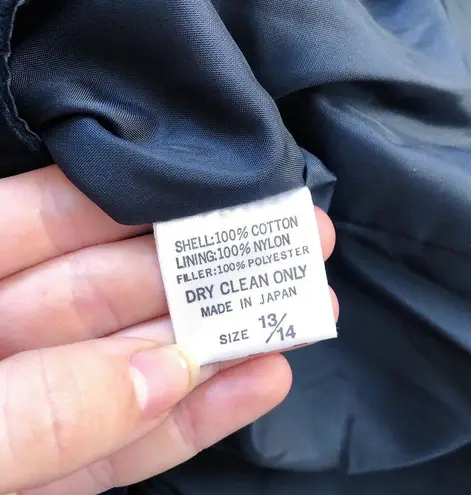 SHELL:100% COTTON
LINING:100% NYLON
FILLER:100% POLYESTER
DRY CLEAN ONLY
MADE IN JAPAN
SIZE 13/14